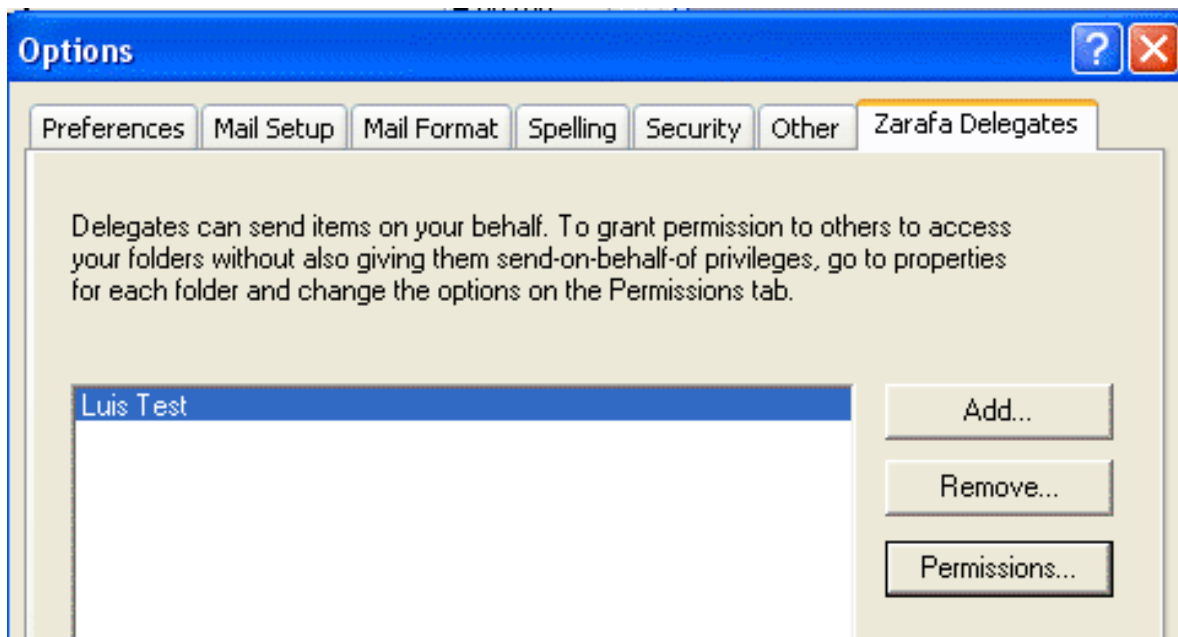 Options
Preferences Mail Setup Mail Format Spelling Security Other Zarafa Delegates
Delegates can send items on your behalf. To grant permission to others to access
your folders without also giving them send-on-behalf-of privileges, go to properties
for each folder and change the options on the Permissions tab.
Luis Test
Add...
Remove...
Permissions...